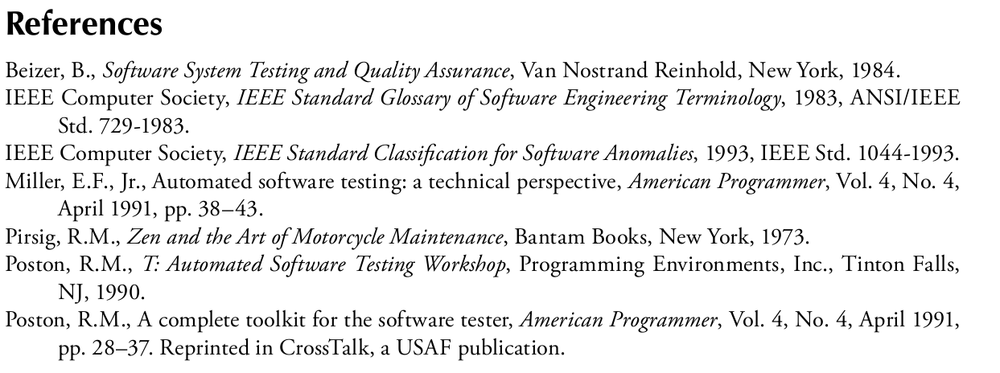 References
Beizer, B., Software System Testing and Quality Assurance, Van Nostrand Reinhold, New York, 1984.
IEEE Computer Society, IEEE Standard Glossary of Software Engineering Terminology, 1983, ANSI/IEEE
Std. 729-1983.
IEEE Computer Society, IEEE Standard Classification for Software Anomalies, 1993, IEEE Std. 1044-1993.
Miller, E.F., Jr., Automated software testing: a technical perspective, American Programmer, Vol. 4, No. 4,
April 1991, pp. 38–43.
Pirsig, R.M., Zen and the Art of Motorcycle Maintenance, Bantam Books, New York, 1973.
Poston, R.M., T: Automated Software Testing Workshop, Programming Environments, Inc., Tinton Falls,
NJ, 1990.
Poston, R.M., A complete toolkit for the software tester, American Programmer, Vol. 4, No. 4, April 1991,
pp. 28–37. Reprinted in CrossTalk, a USAF publication.